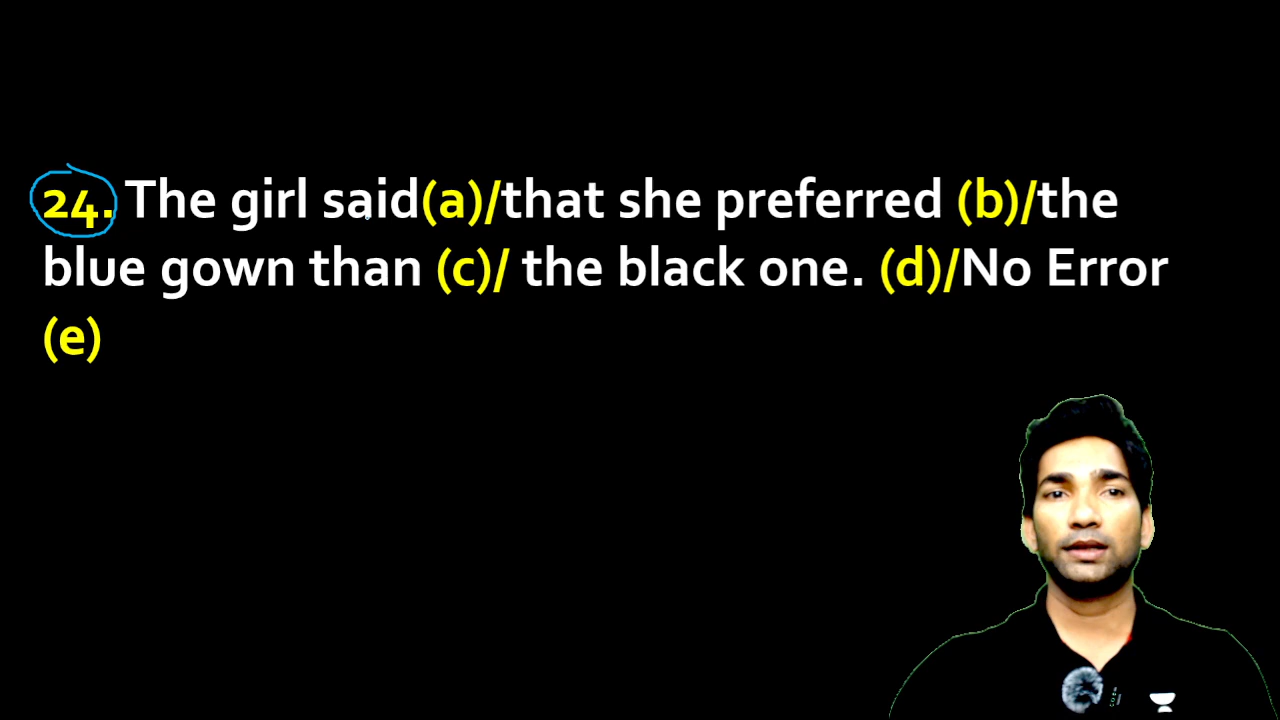 24. The girl said(a)/that she preferred (b)/the
blue gown than (c)/ the black one. (d)/No Error
(e)